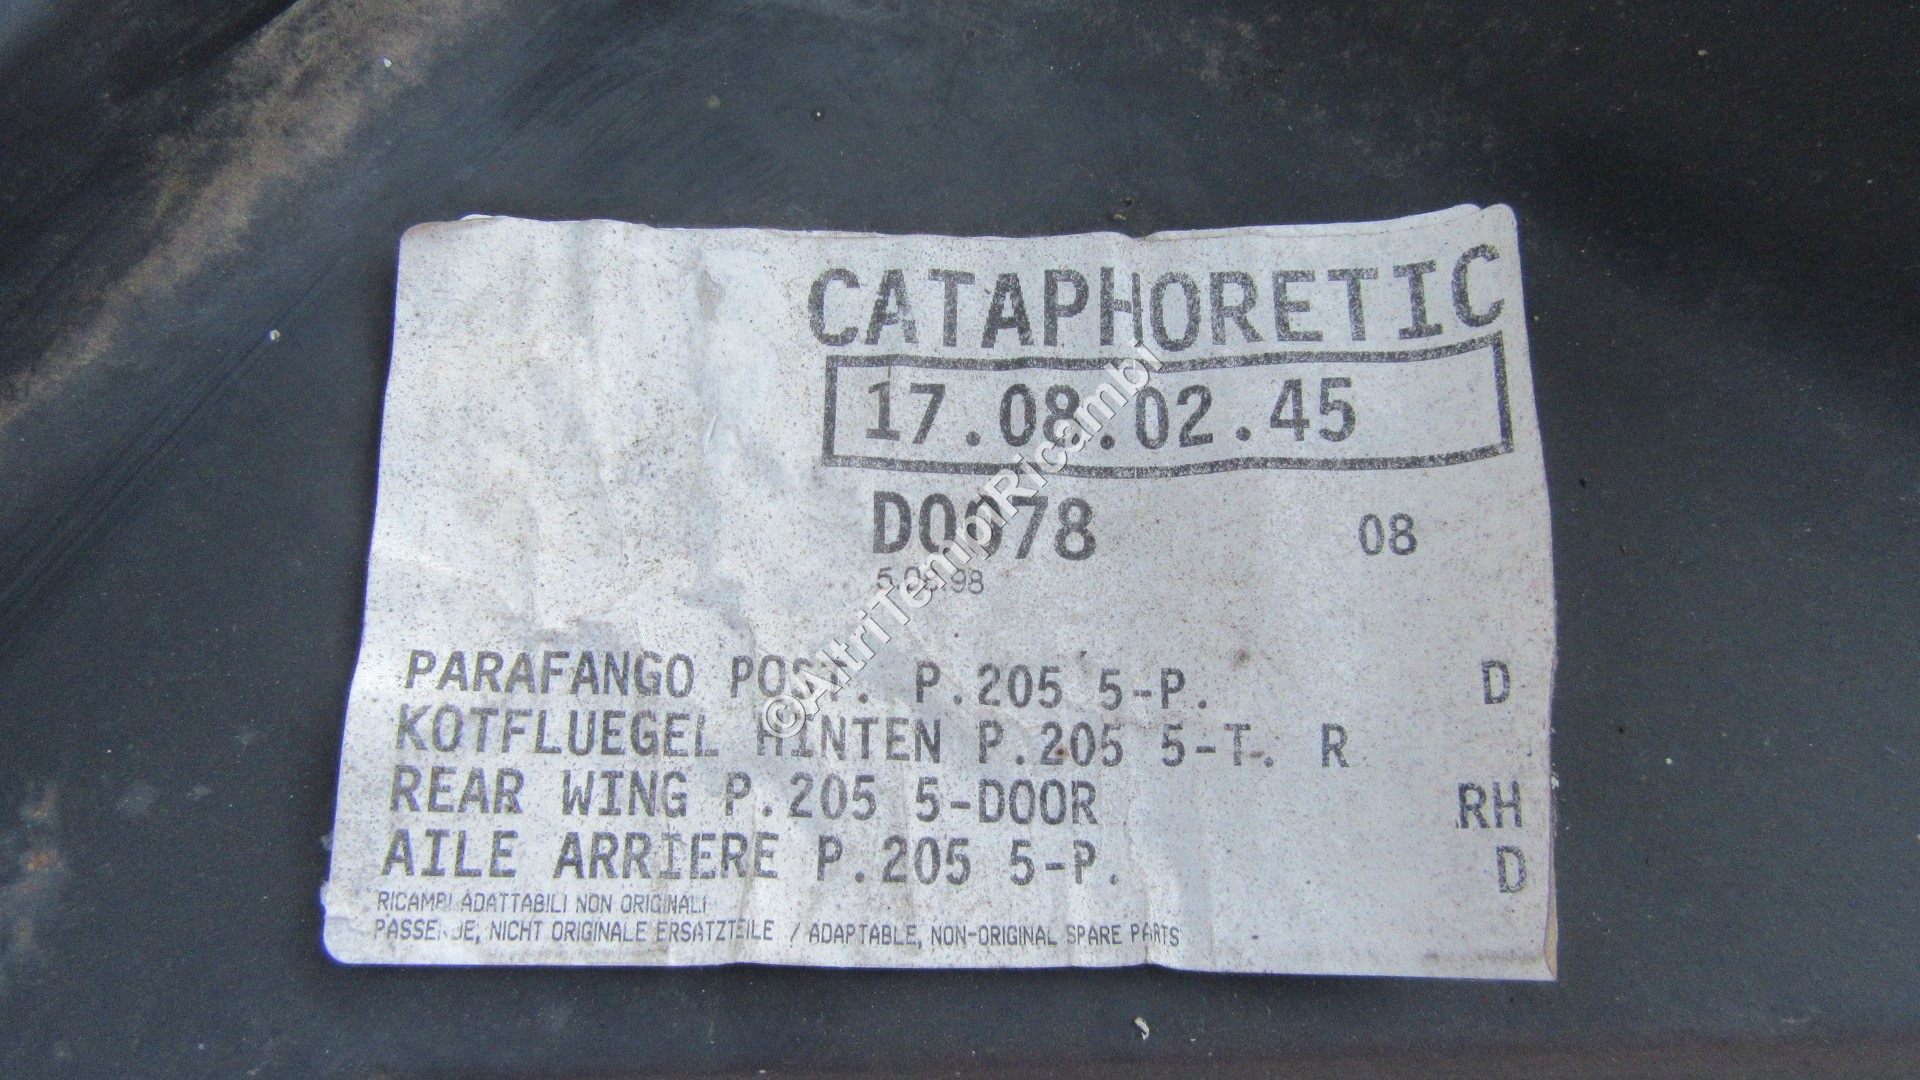 CATAPHORETIC
17.08.02.45
08
PARAFANGO POST. P.205 5-P. D
KOTFLUEGEL HINTEN P.205 5-T. R
REAR WING P.205 5-DOOR RH
AILE ARRIERE P.205 5-P. D
RICAMBI ADATTABILI NON ORIGINALI
PASSENDE, NICHT ORIGINALE ERSATZTEILE / ADAPTABLE, NON-ORIGINAL SPARE PARTS
©AltriTempiRicambi